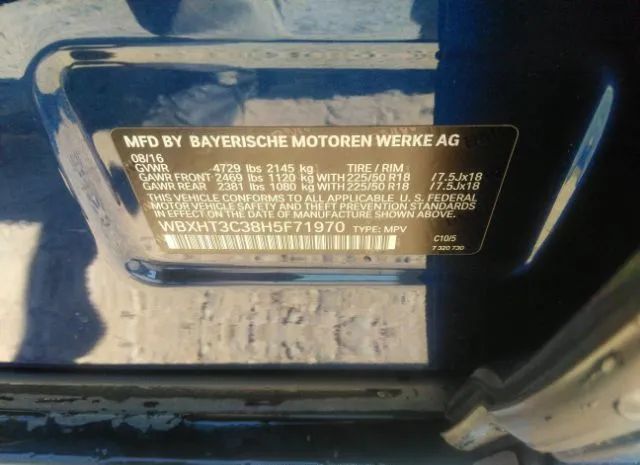 MFD BY BAYERISCHE MOTOREN WERKE AG
08/16
GVWR 4729 lbs 2145 kg TIRE / RIM :
GAWR FRONT 2469 lbs 1120 kg WITH 225/50 R18 /7.5Jx18
GAWR REAR 2381 lbs 1080 kg WITH 225/50 R18 /7.5Jx18
THIS VEHICLE CONFORMS TO ALL APPLICABLE U. S. FEDERAL
MOTOR VEHICLE SAFETY AND THEFT PREVENTION STANDARDS
IN EFFECT ON THE DATE OF MANUFACTURE SHOWN ABOVE.
WBXHT3C38H5F71970 TYPE: MPV
C10/5
7 320 730